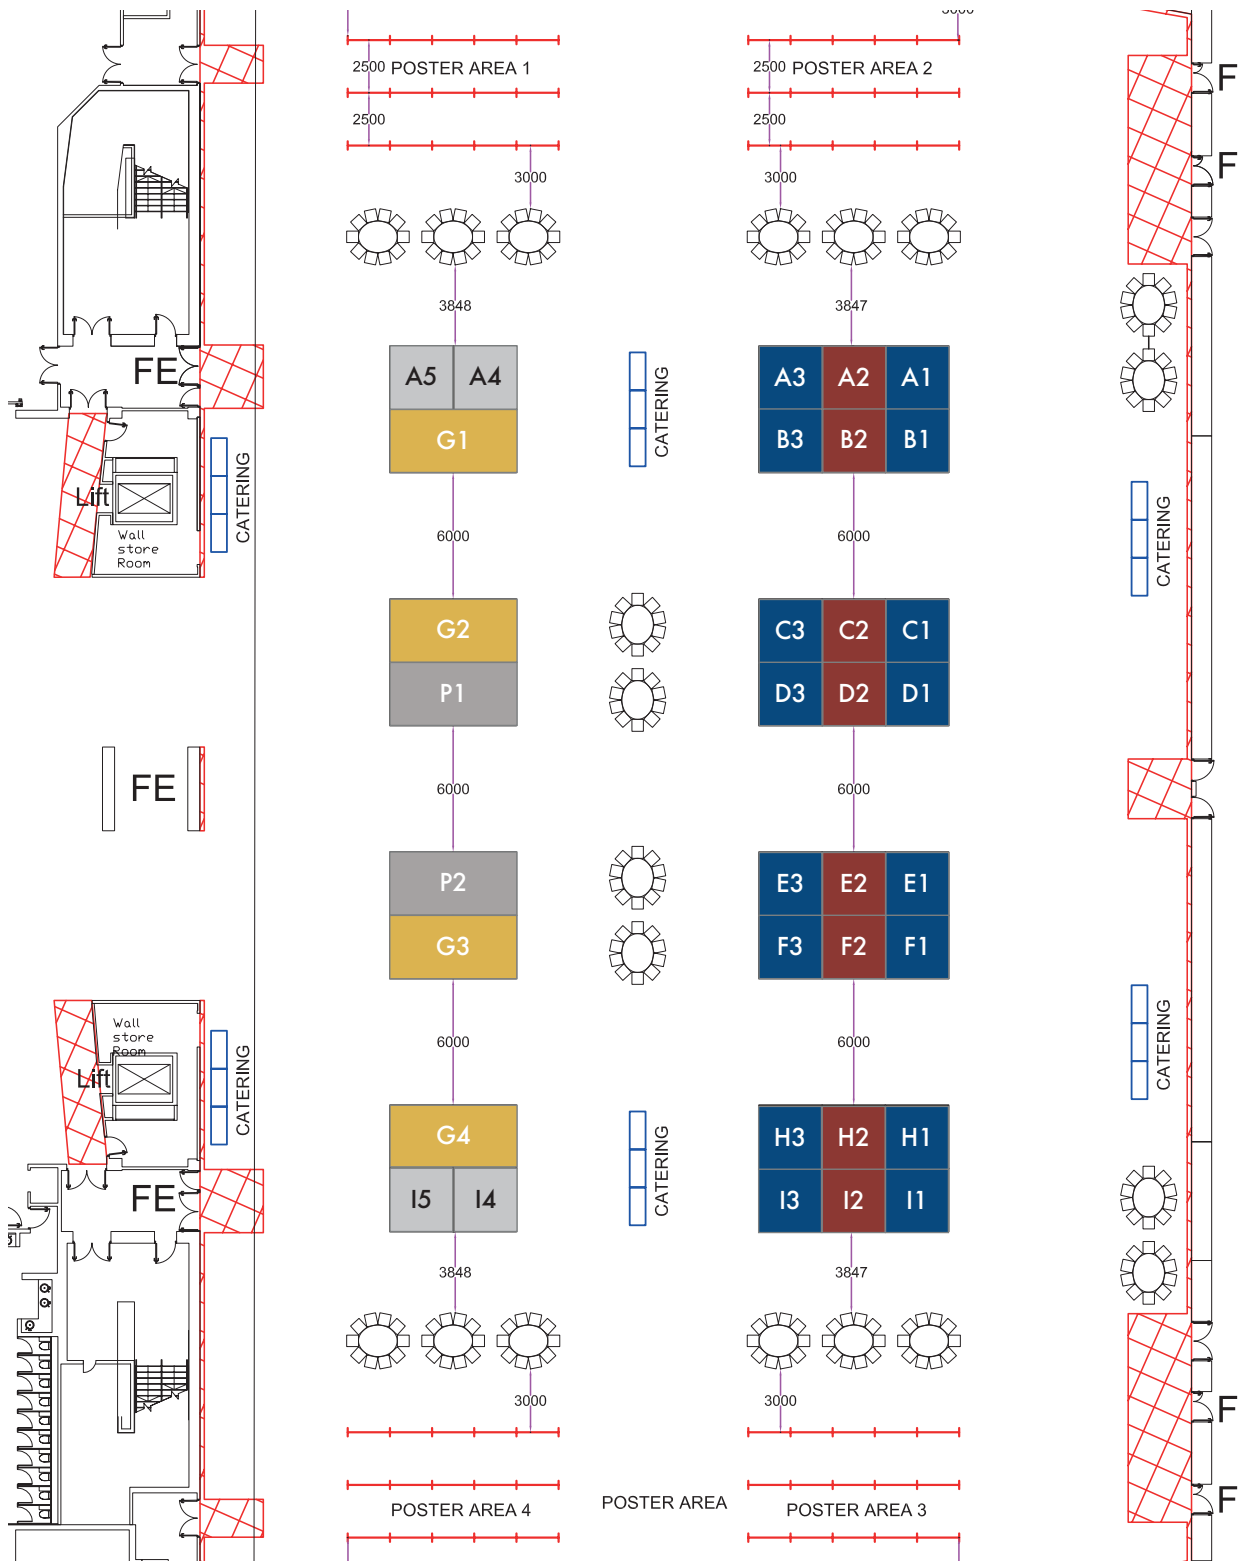 3000
2500 POSTER AREA 1
2500 POSTER AREA 2
F
2500
2500
F
3000
3000
3848
3847
FE
A5 A4
A3 A2 A1
CATERING
G1
B3 B2 B1
CATERING
Lift
Wall
store
Room
6000
6000
CATERING
G2
C3 C2 C1
P1
D3 D2 D1
FE
6000
6000
P2
E3 E2 E1
G3
F3 F2 F1
Wall
store
Room
Lift
CATERING
6000
6000
CATERING
G4
H3 H2 H1
CATERING
FE
I5 I4
I3 I2 I1
3848
3847
3000
3000
F
POSTER AREA 4
POSTER AREA
POSTER AREA 3
F